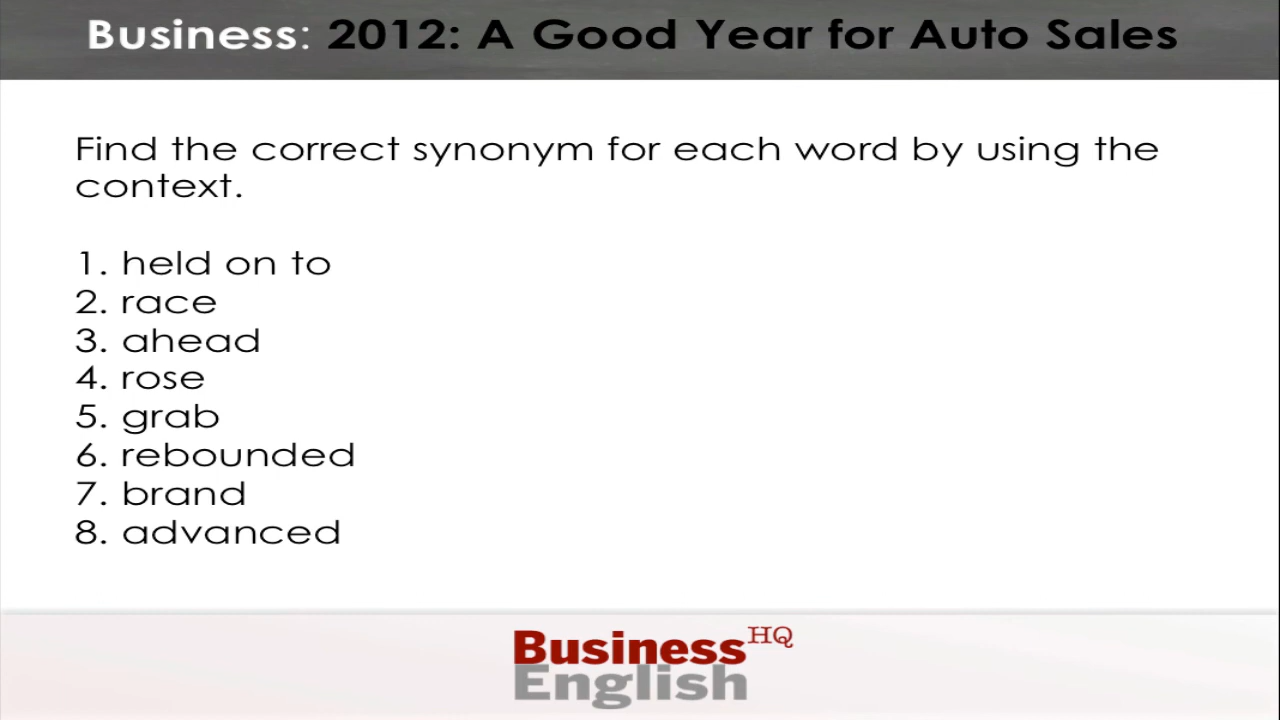 Business: 2012: A Good Year for Auto Sales
Find the correct synonym for each word by using the
context.
1. held on to
2. race
3. ahead
4. rose
5. grab
6. rebounded
7. brand
8. advanced
Business HQ
English